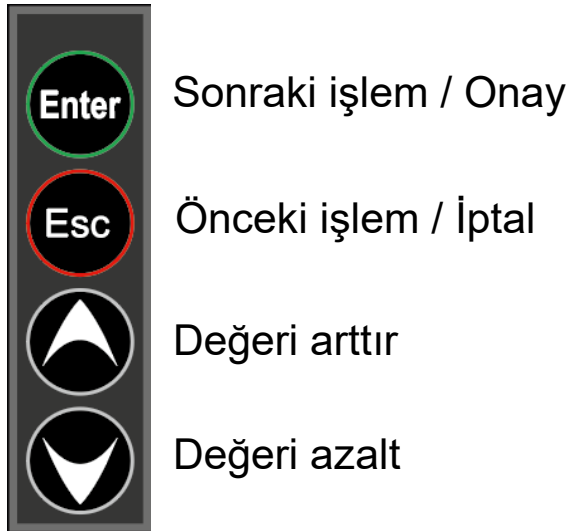 Enter Sonraki işlem / Onay
Esc Önceki işlem / İptal
Değeri arttır
Değeri azalt